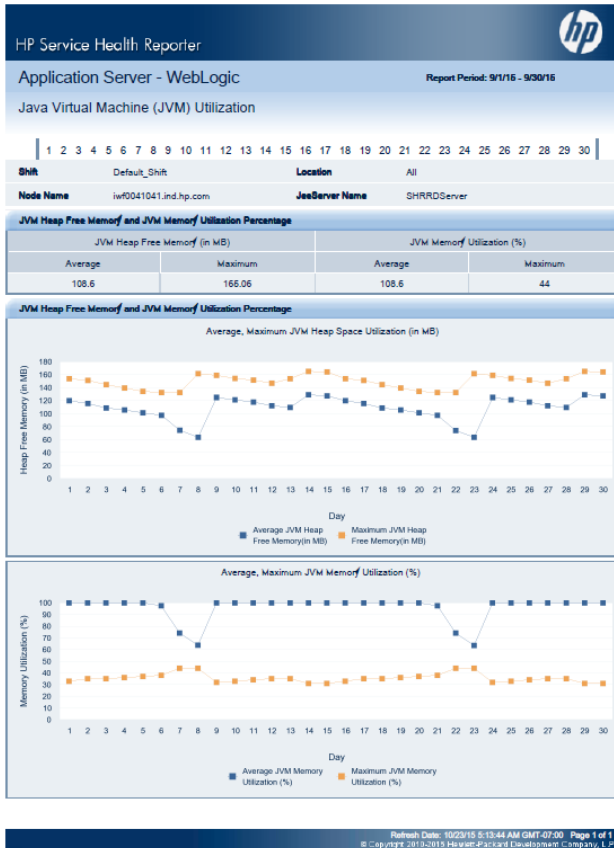 HP Service Health Reporter
hp
Application Server - WebLogic
Report Period: 9/1/15 - 9/30/15
Java Virtual Machine (JVM) Utilization
1 2 3 4 5 6 7 8 9 10 11 12 13 14 15 16 17 18 19 20 21 22 23 24 25 26 27 28 29 30
Shift Default_Shift Location All
Node Name iwf0041041.ind.hp.com JeeServer Name SHRRDServer
JVM Heap Free Memory and JVM Memory Utilization Percentage
JVM Heap Free Memory (in MB) JVM Memory Utilization (%)
Average Maximum Average Maximum
108.6 166.06 108.6 44
JVM Heap Free Memory and JVM Memory Utilization Percentage
Average, Maximum JVM Heap Space Utilization (in MB)
Heap Free Memory (in MB)
180
160
140
120
100
80
60
40
20
0
1 2 3 4 5 6 7 8 9 10 11 12 13 14 15 16 17 18 19 20 21 22 23 24 25 26 27 28 29 30
Day
Average JVM Heap Maximum JVM Heap
Free Memory(in MB) Free Memory(in MB)
Average, Maximum JVM Memory Utilization (%)
Memory Utilization (%)
100
90
80
70
60
50
40
30
20
10
0
1 2 3 4 5 6 7 8 9 10 11 12 13 14 15 16 17 18 19 20 21 22 23 24 25 26 27 28 29 30
Day
Average JVM Memory Maximum JVM Memory
Utilization (%) Utilization (%)
Refresh Date: 10/23/15 5:13:44 AM GMT-07:00 Page 1 of 1
© Copyright 2010-2015 Hewlett-Packard Development Company, L.P.